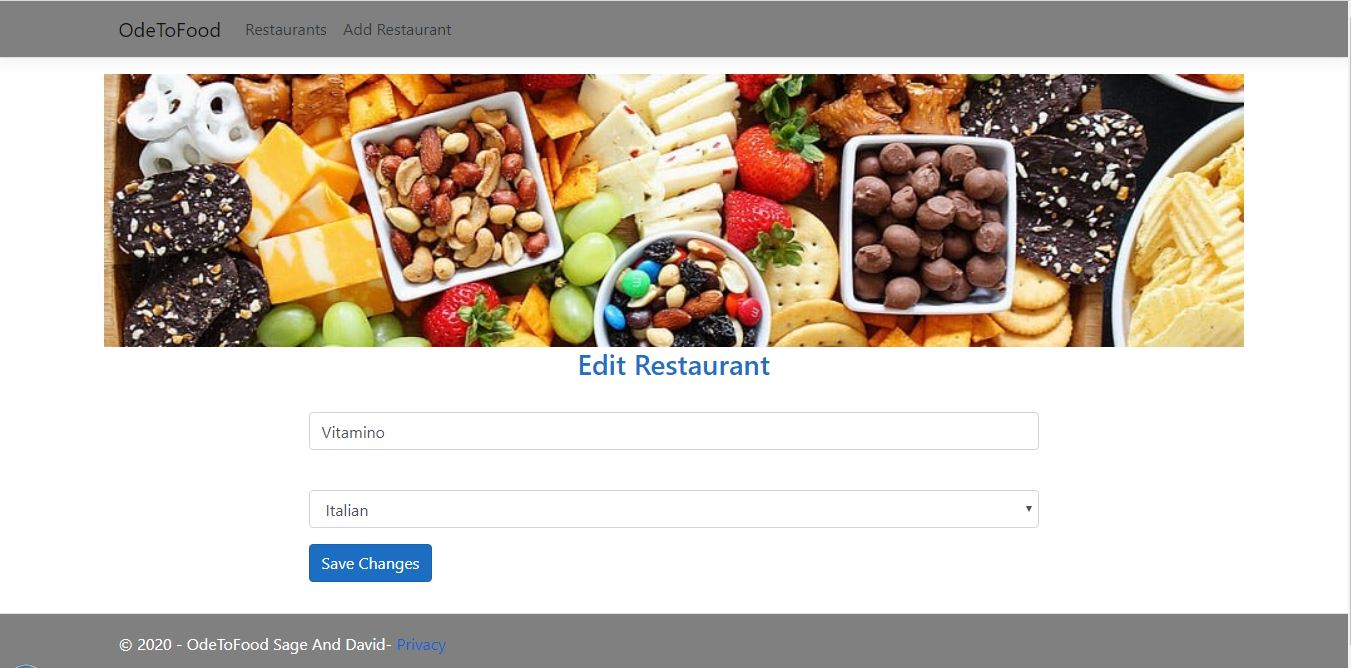 OdeToFood Restaurants Add Restaurant
Edit Restaurant
Vitamino
Italian
Save Changes
© 2020 - OdeToFood Sage And David- Privacy